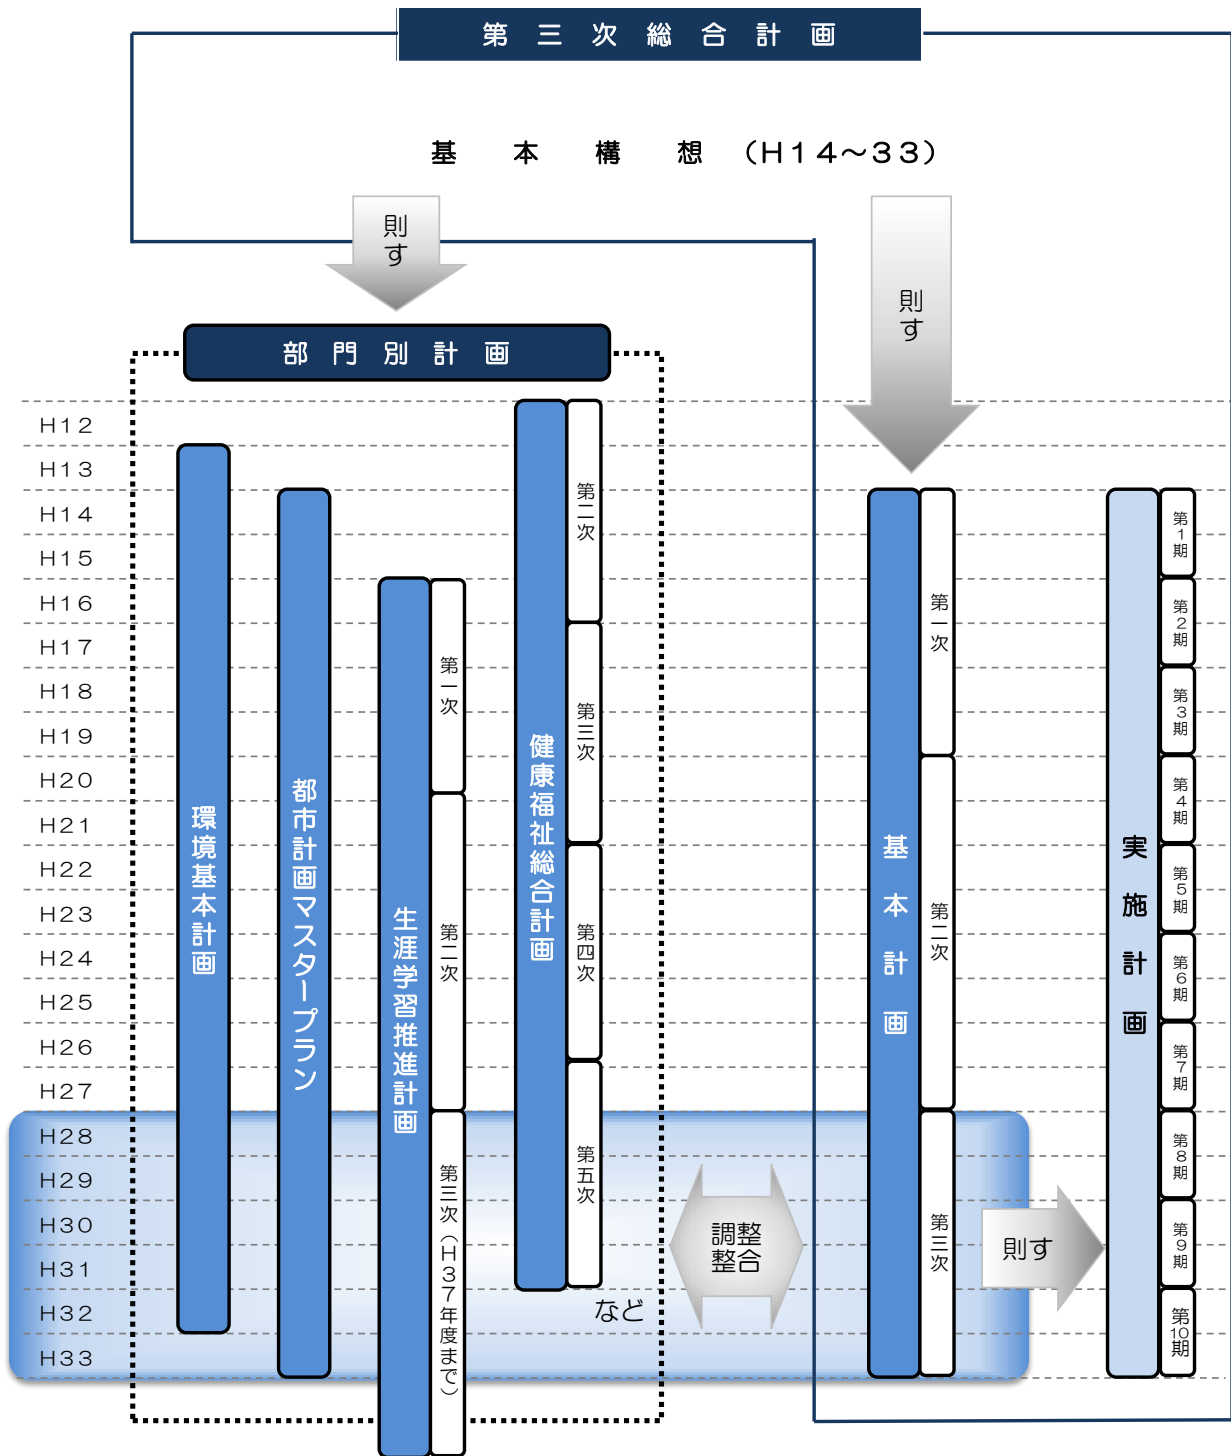 第三次総合計画
基本構想（H14～33）
則す
則す
部門別計画
H12
H13
H14
H15
H16
H17
H18
H19
H20
H21
H22
H23
H24
H25
H26
H27
H28
H29
H30
H31
H32
H33
環境基本計画
都市計画マスタープラン
生涯学習推進計画
第一次
第二次
第三次（H37年度まで）
健康福祉総合計画
第二次
第三次
第四次
第五次
など
調整
整合
基本計画
第一次
第二次
第三次
則す
実施計画
第1期
第2期
第3期
第4期
第5期
第6期
第7期
第8期
第9期
第10期